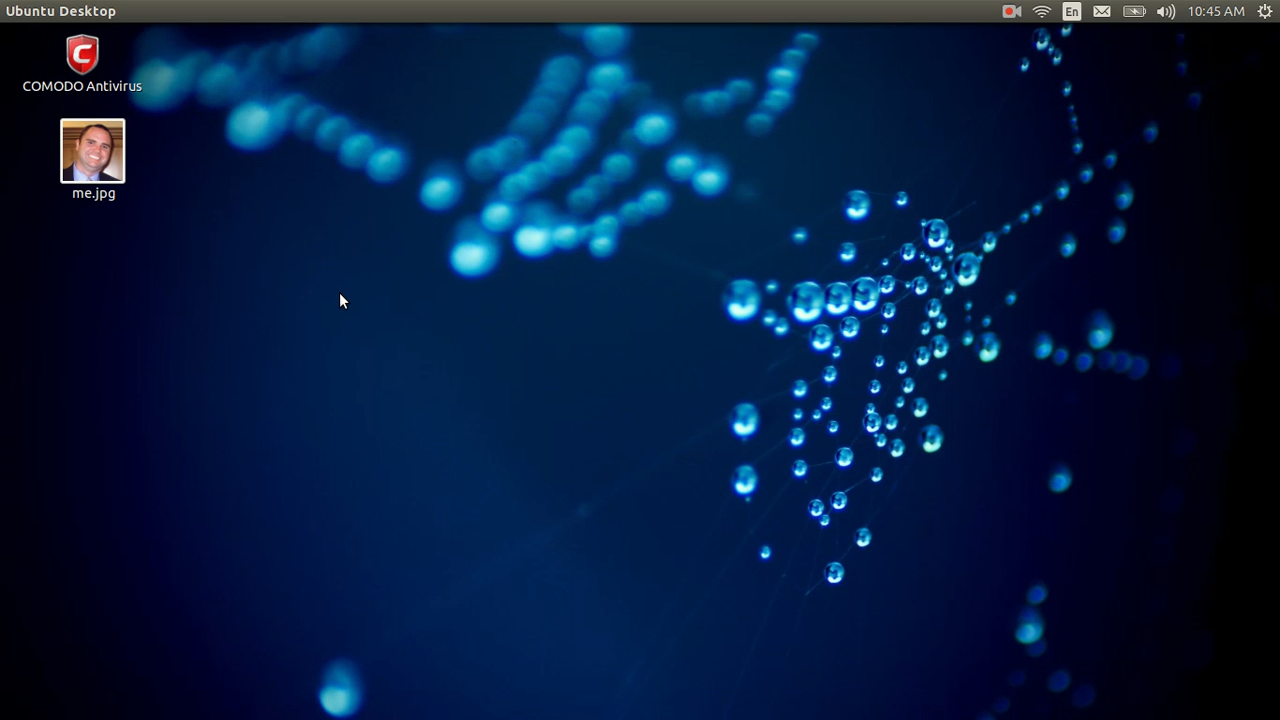 Ubuntu Desktop
En
10:45 AM
C
COMODO Antivirus
me.jpg